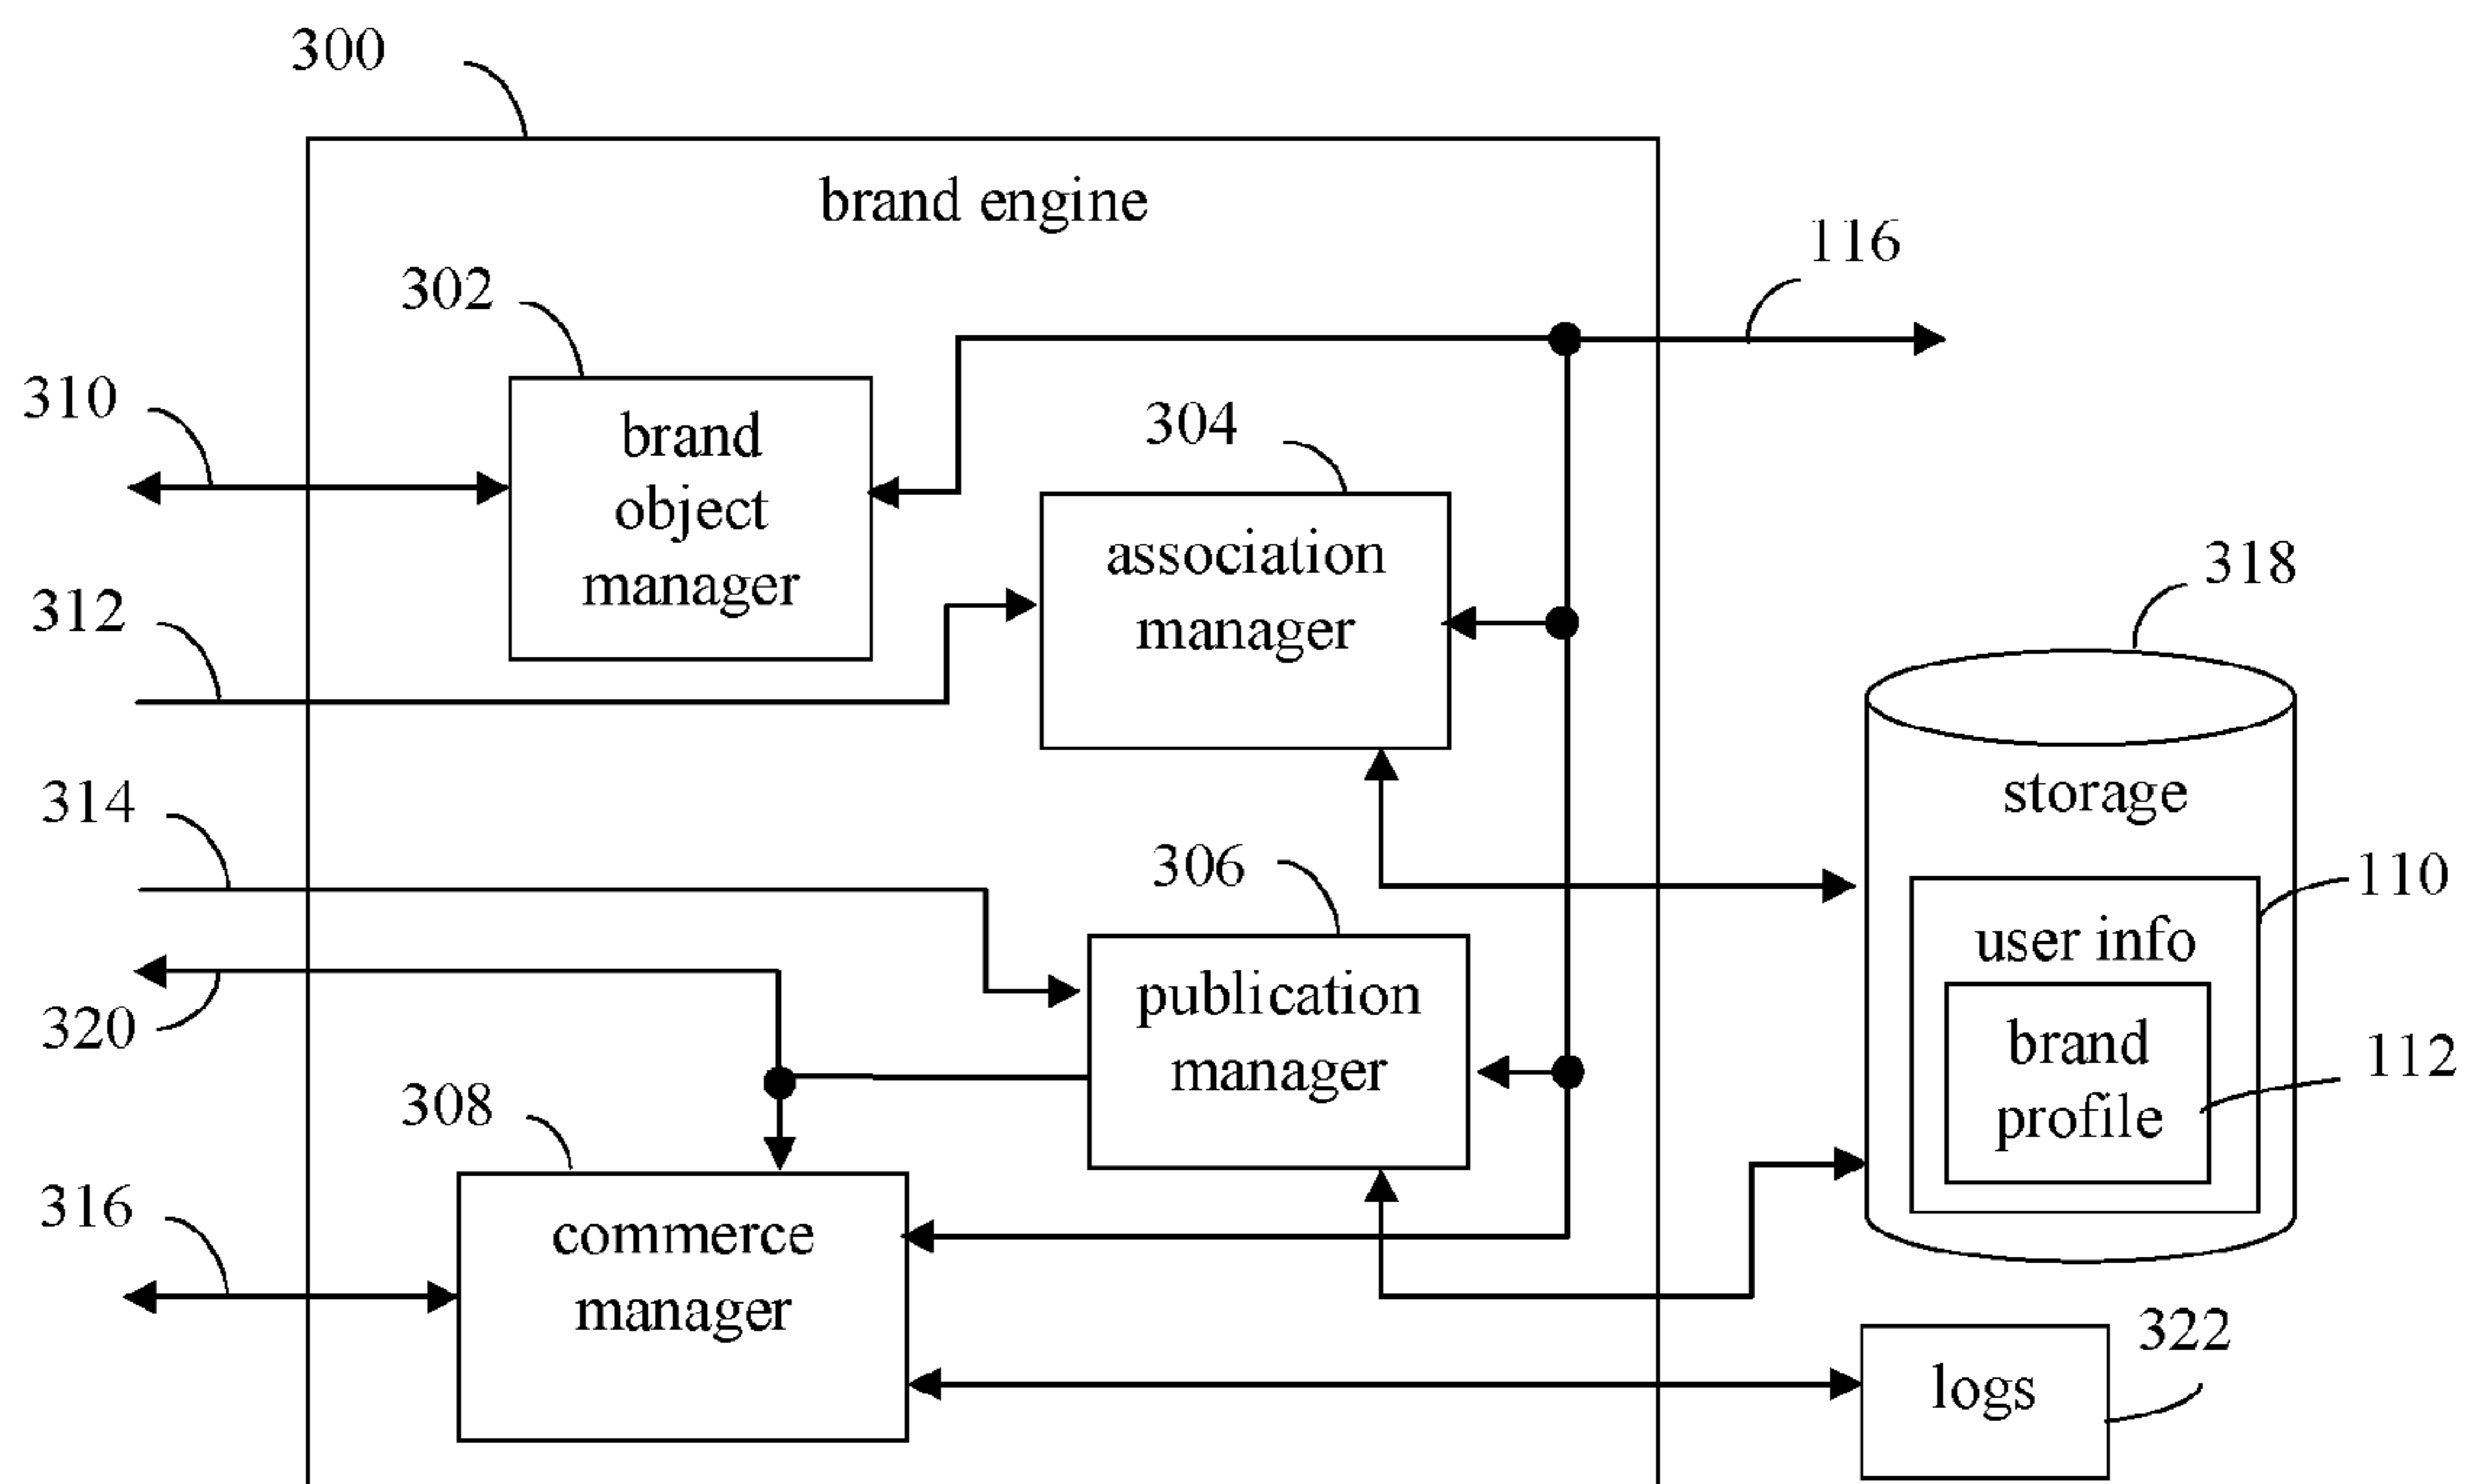 300
brand engine
116
302
310
brand
object
manager
304
association
manager
312
318
storage
314
306
110
user info
publication
manager
320
brand
profile
112
308
316
commerce
manager
322
logs